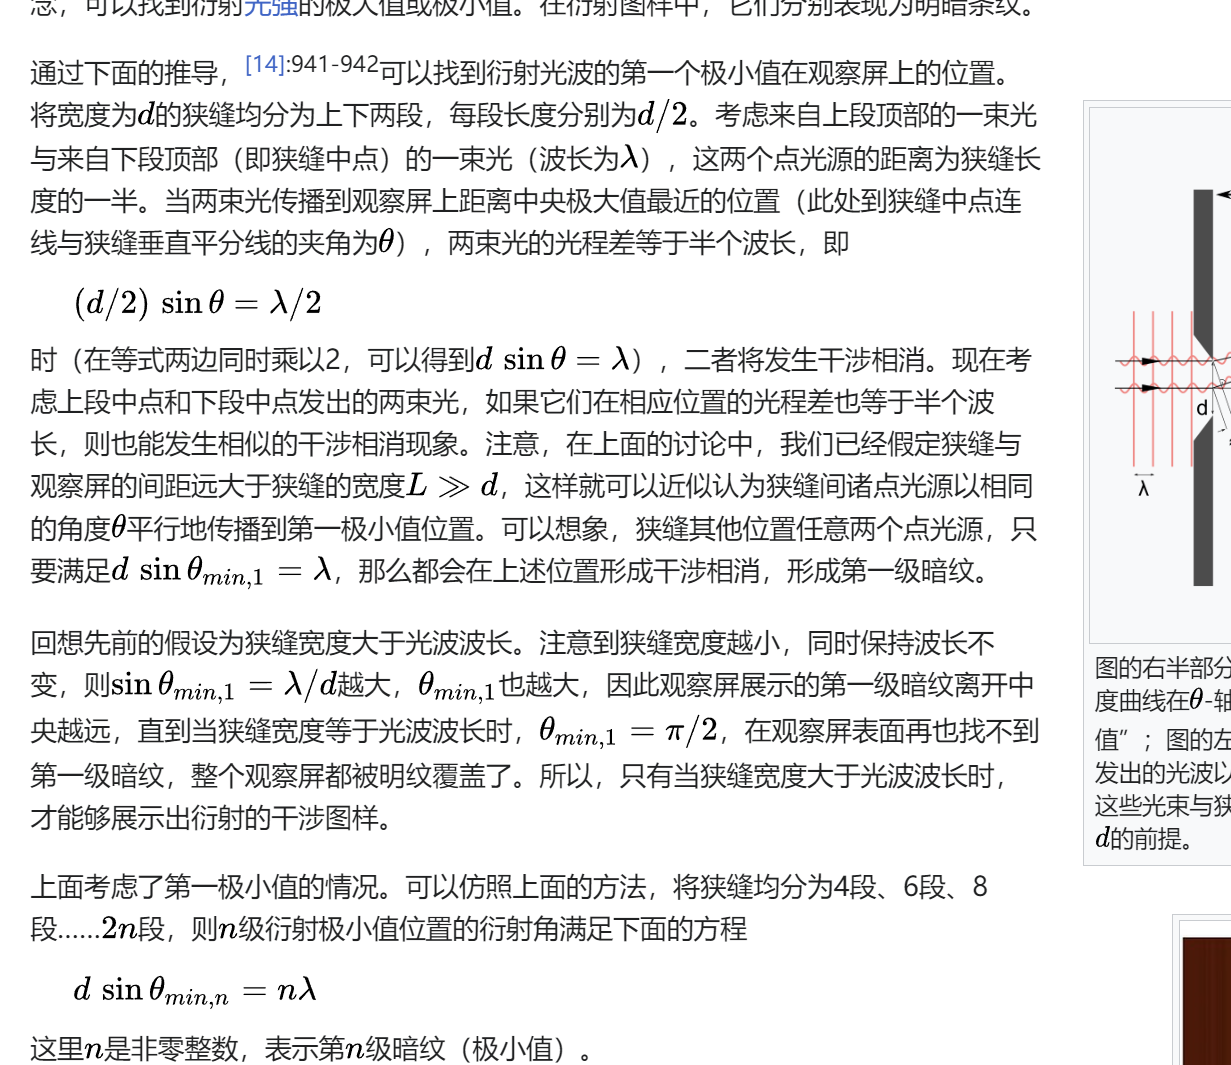 念，可以找到衍射光强的极大值或极小值。在衍射图样中，它们分别表现为明暗条纹。
通过下面的推导，[14]:941-942可以找到衍射光波的第一个极小值在观察屏上的位置。
将宽度为d的狭缝均分为上下两段，每段长度分别为d/2。考虑来自上段顶部的一束光
与来自下段顶部（即狭缝中点）的一束光（波长为λ），这两个点光源的距离为狭缝长
度的一半。当两束光传播到观察屏上距离中央极大值最近的位置（此处到狭缝中点连
线与狭缝垂直平分线的夹角为θ），两束光的光程差等于半个波长，即
(d/2) sin θ = λ/2
时（在等式两边同时乘以2，可以得到d sin θ = λ），二者将发生干涉相消。现在考
虑上段中点和下段中点发出的两束光，如果它们在相应位置的光程差也等于半个波
长，则也能发生相似的干涉相消现象。注意，在上面的讨论中，我们已经假定狭缝与
观察屏的间距远大于狭缝的宽度L ≫ d，这样就可以近似认为狭缝间诸点光源以相同
的角度θ平行地传播到第一极小值位置。可以想象，狭缝其他位置任意两个点光源，只
要满足d sin θmin,1 = λ，那么都会在上述位置形成干涉相消，形成第一级暗纹。
回想先前的假设为狭缝宽度大于光波波长。注意到狭缝宽度越小，同时保持波长不
变，则sin θmin,1 = λ/d越大，θmin,1也越大，因此观察屏展示的第一级暗纹离开中
央越远，直到当狭缝宽度等于光波波长时，θmin,1 = π/2，在观察屏表面再也找不到
第一级暗纹，整个观察屏都被明纹覆盖了。所以，只有当狭缝宽度大于光波波长时，
才能够展示出衍射的干涉图样。
上面考虑了第一极小值的情况。可以仿照上面的方法，将狭缝均分为4段、6段、8
段……2n段，则n级衍射极小值位置的衍射角满足下面的方程
d sin θmin,n = nλ
这里n是非零整数，表示第n级暗纹（极小值）。
d
λ
图的右半部分
度曲线在θ-轴
值”；图的左
发出的光波以
这些光束与狭
d的前提。